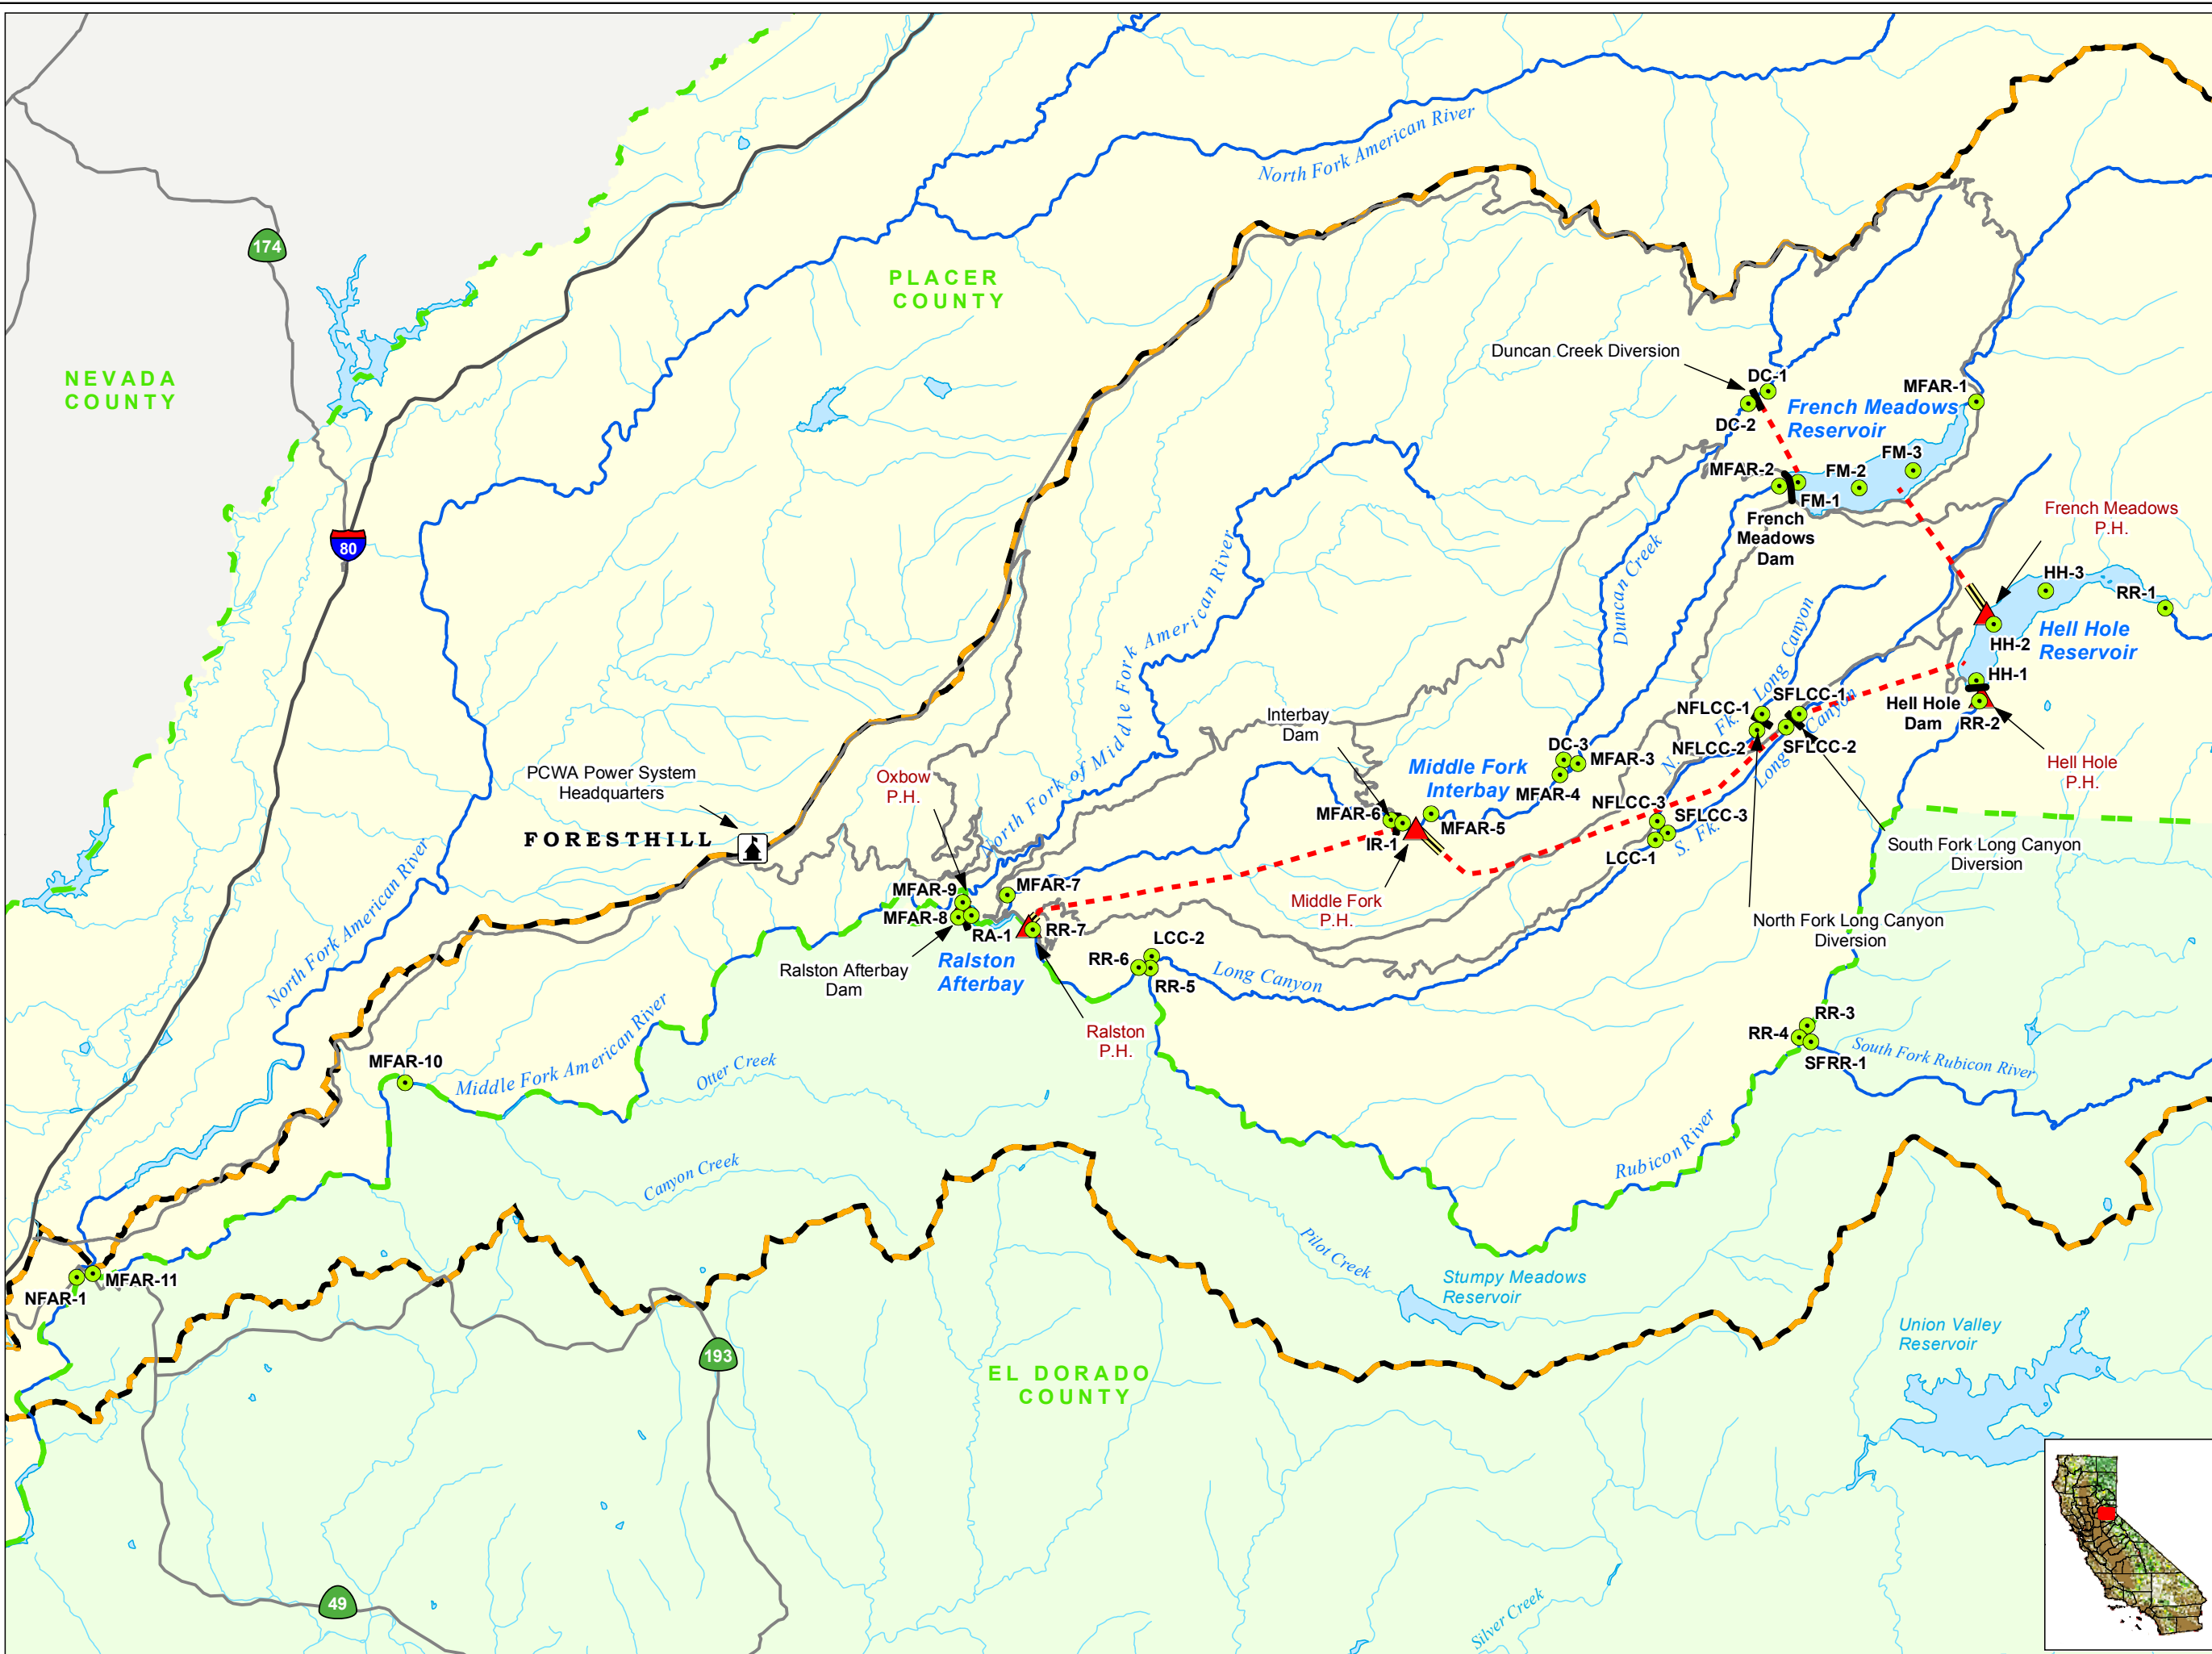 North Fork American River
174
PLACER
COUNTY
NEVADA
COUNTY
Duncan Creek Diversion
DC-1
DC-2
MFAR-1
French Meadows
Reservoir
FM-3
FM-2
MFAR-2
FM-1
French
Meadows
Dam
French Meadows
P.H.
80
HH-3
RR-1
Hell Hole
Reservoir
HH-2
HH-1
Hell Hole
Dam
RR-2
Hell Hole
P.H.
Duncan Creek
N. Fk. Long Canyon
SFLCC-1
NFLCC-1
NFLCC-2
SFLCC-2
S. Fk. Long Canyon
North Fork of Middle Fork American River
Interbay
Dam
DC-3
MFAR-3
MFAR-4
Middle Fork
Interbay
MFAR-6
MFAR-5
IR-1
NFLCC-3
SFLCC-3
LCC-1
South Fork Long Canyon
Diversion
North Fork Long Canyon
Diversion
Middle Fork
P.H.
PCWA Power System
Headquarters
FORESTHILL
Oxbow
P.H.
MFAR-9
MFAR-7
MFAR-8
RA-1
RR-7
Ralston Afterbay
Dam
Ralston
Afterbay
LCC-2
RR-6
RR-5
Long Canyon
Ralston
P.H.
North Fork American River
RR-3
RR-4
SFRR-1
South Fork Rubicon River
MFAR-10
Middle Fork American River
Otter Creek
Canyon Creek
Rubicon River
Pilot Creek
Stumpy Meadows
Reservoir
MFAR-11
NFAR-1
Union Valley
Reservoir
193
EL DORADO
COUNTY
49
Silver Creek